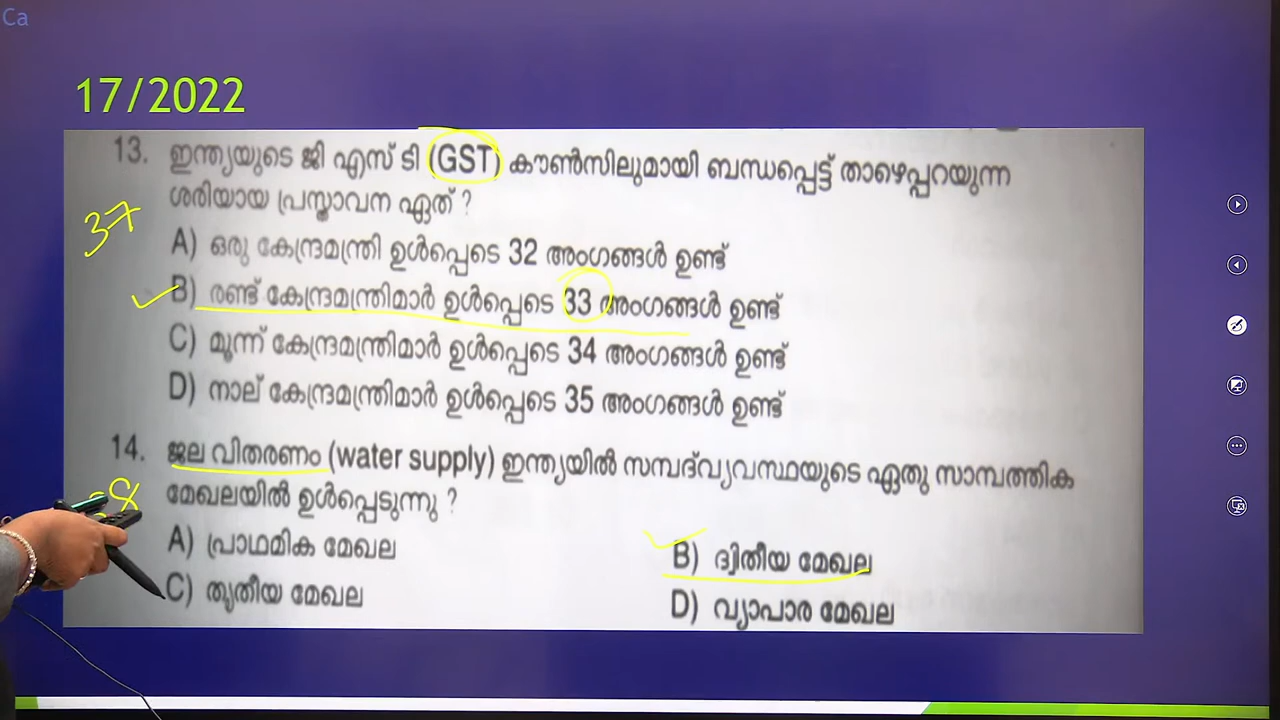 Ca
17/2022
13. ഇന്ത്യയുടെ ജി എസ് ടി (GST) കൗൺസിലുമായി ബന്ധപ്പെട്ട് താഴെപ്പറയുന്ന
ശരിയായ പ്രസ്താവന ഏത് ?
37
A) ഒരു കേന്ദ്രമന്ത്രി ഉൾപ്പെടെ 32 അംഗങ്ങൾ ഉണ്ട്
B) രണ്ട് കേന്ദ്രമന്ത്രിമാർ ഉൾപ്പെടെ 33 അംഗങ്ങൾ ഉണ്ട്
C) മൂന്ന് കേന്ദ്രമന്ത്രിമാർ ഉൾപ്പെടെ 34 അംഗങ്ങൾ ഉണ്ട്
D) നാല് കേന്ദ്രമന്ത്രിമാർ ഉൾപ്പെടെ 35 അംഗങ്ങൾ ഉണ്ട്
14. ജല വിതരണം (water supply) ഇന്ത്യയിൽ സമ്പദ്‌വ്യവസ്ഥയുടെ ഏതു സാമ്പത്തിക
മേഖലയിൽ ഉൾപ്പെടുന്നു ?
A) പ്രാഥമിക മേഖല
B) ദ്വിതീയ മേഖല
C) തൃതീയ മേഖല
D) വ്യാപാര മേഖല